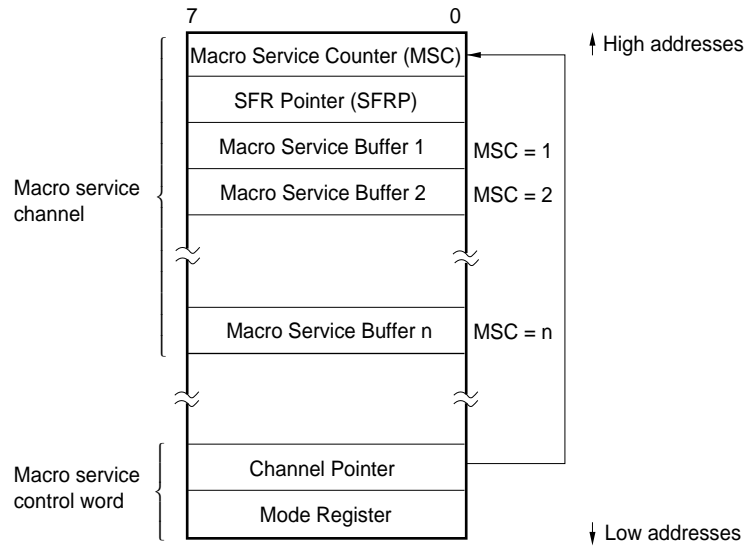 7 0
High addresses
Macro Service Counter (MSC)
SFR Pointer (SFRP)
Macro Service Buffer 1 MSC = 1
Macro Service Buffer 2 MSC = 2
Macro service
channel
Macro Service Buffer n MSC = n
Channel Pointer
Macro service
control word
Mode Register
Low addresses